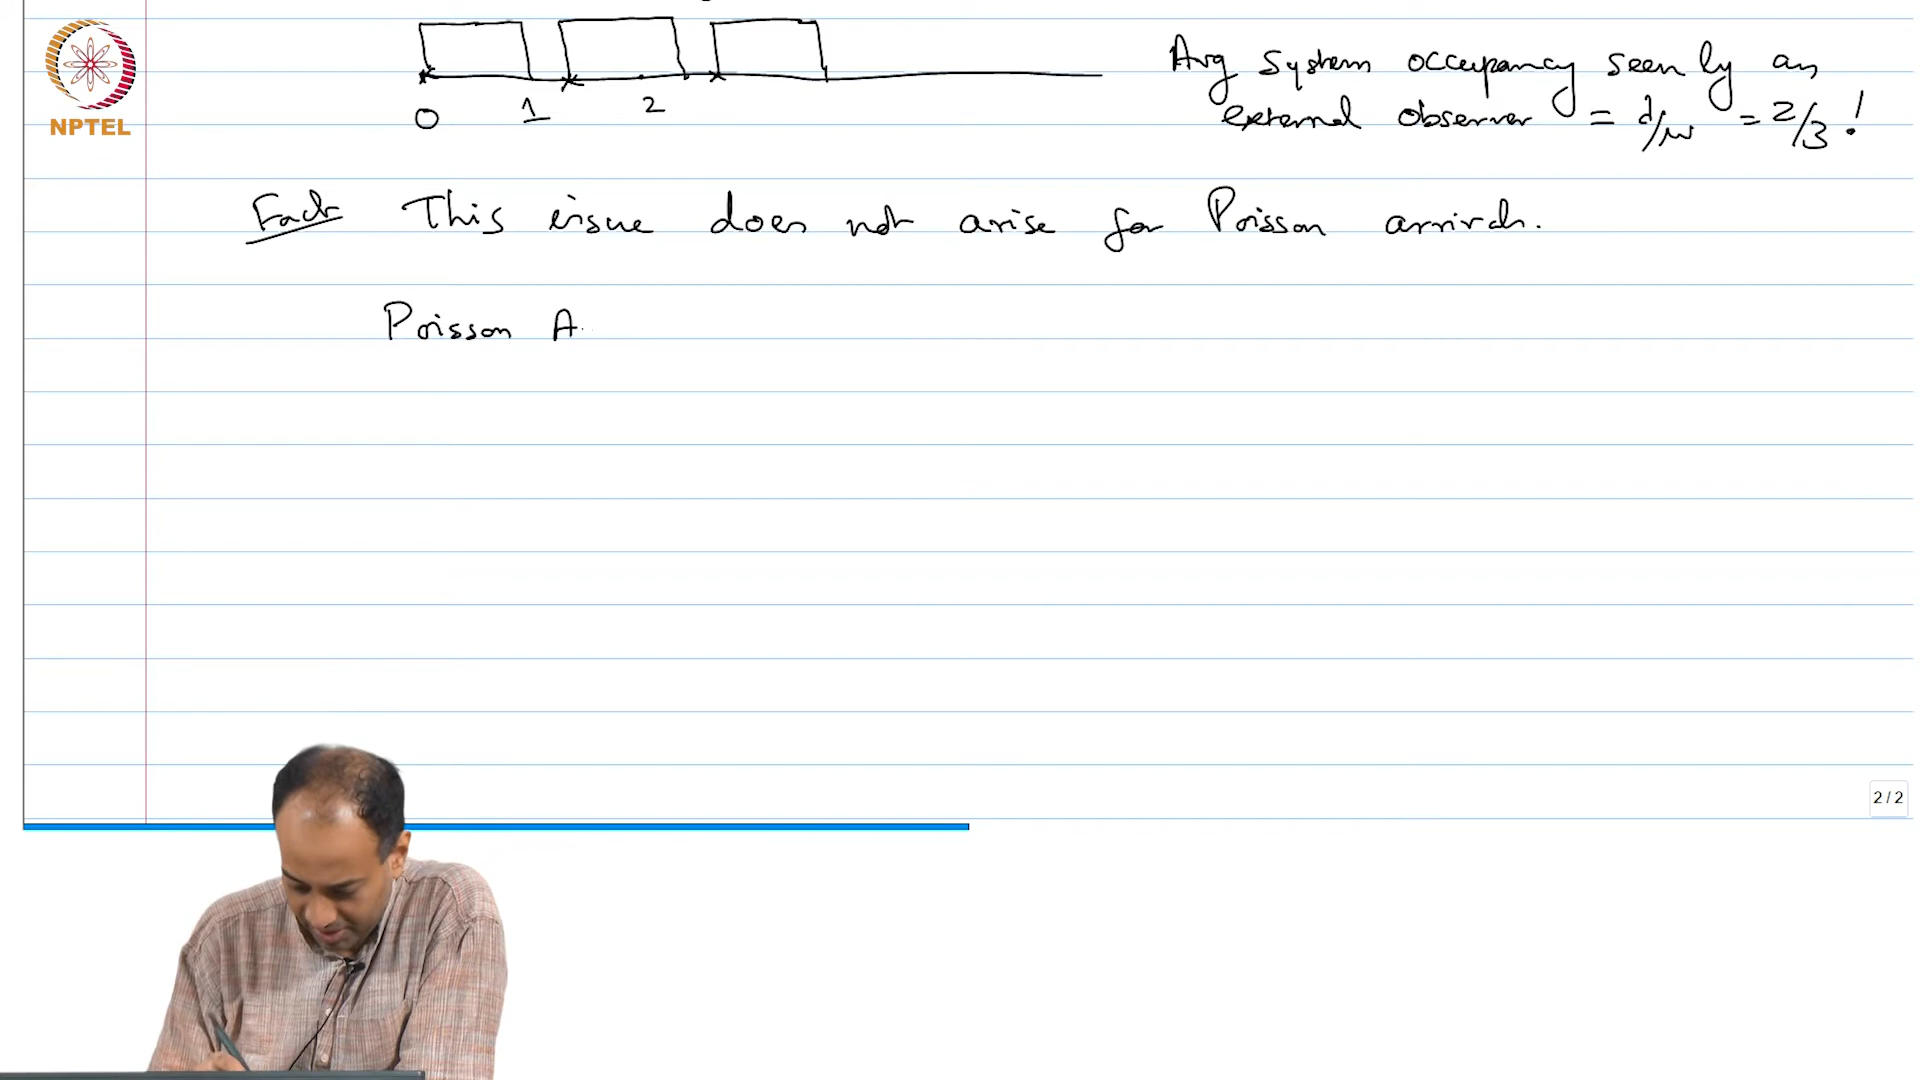 NPTEL
0 1 2
Avg system occupancy seen by an
external observer = λ/μ = 2/3 !
Fact This issue does not arise for Poisson arrivals.
Poisson A
2 / 2